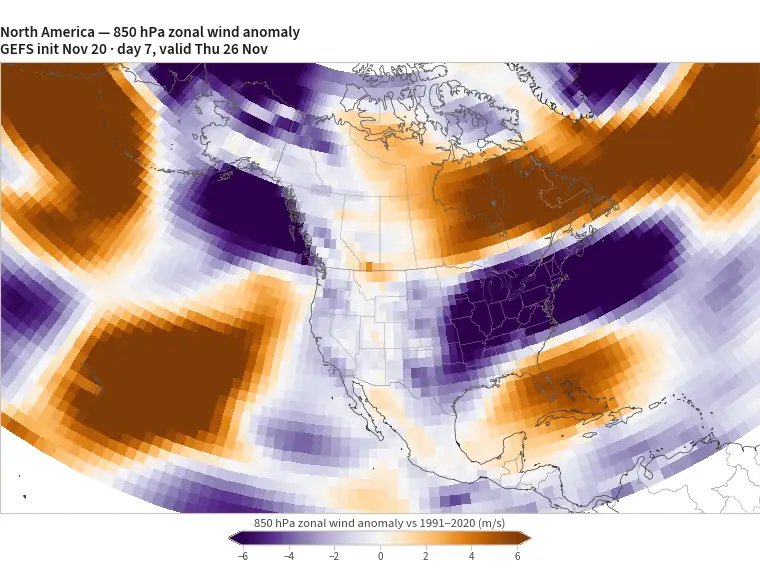 North America — 850 hPa zonal wind anomaly
GEFS init Nov 20 · day 7, valid Thu 26 Nov
850 hPa zonal wind anomaly vs 1991–2020 (m/s)
−6 −4 −2 0 2 4 6